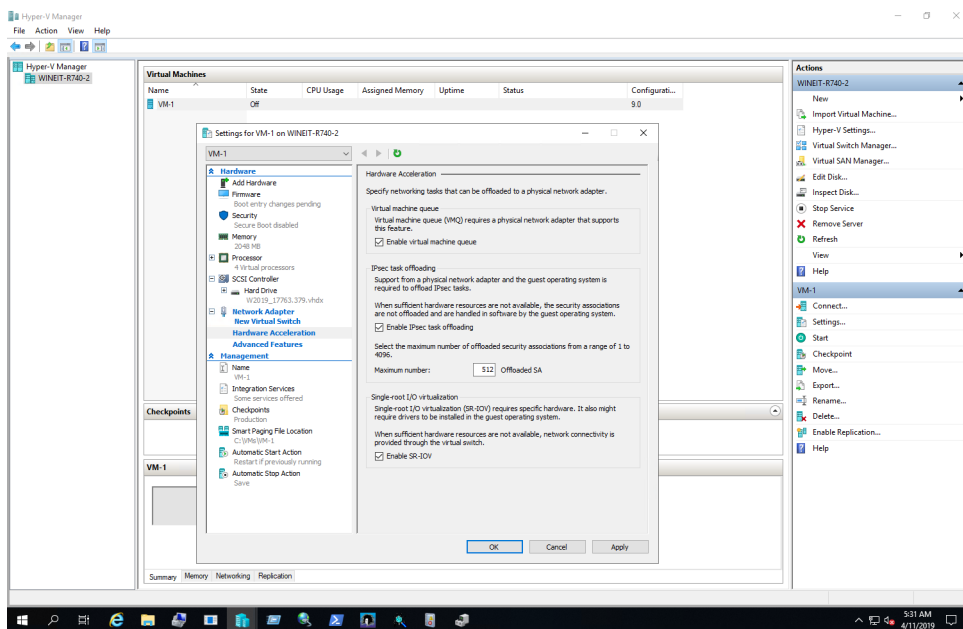 Hyper-V Manager
File Action View Help
Hyper-V Manager
WINEIT-R740-2
Virtual Machines
Name State CPU Usage Assigned Memory Uptime Status Configurati...
VM-1 Off 9.0
Settings for VM-1 on WINEIT-R740-2
VM-1
Hardware
Add Hardware
Firmware
Boot entry changes pending
Security
Secure Boot disabled
Memory
2048 MB
Processor
4 Virtual processors
SCSI Controller
Hard Drive
W2019_17763.379.vhdx
Network Adapter
New Virtual Switch
Hardware Acceleration
Advanced Features
Management
Name
VM-1
Integration Services
Some services offered
Checkpoints
Production
Smart Paging File Location
C:\VMs\VM-1
Automatic Start Action
Restart if previously running
Automatic Stop Action
Save
Hardware Acceleration
Specify networking tasks that can be offloaded to a physical network adapter.
Virtual machine queue
Virtual machine queue (VMQ) requires a physical network adapter that supports
this feature.
Enable virtual machine queue
IPsec task offloading
Support from a physical network adapter and the guest operating system is
required to offload IPsec tasks.
When sufficient hardware resources are not available, the security associations
are not offloaded and are handled in software by the guest operating system.
Enable IPsec task offloading
Select the maximum number of offloaded security associations from a range of 1 to
4096.
Maximum number: 512 Offloaded SA
Single-root I/O virtualization
Single-root I/O virtualization (SR-IOV) requires specific hardware. It also might
require drivers to be installed in the guest operating system.
When sufficient hardware resources are not available, network connectivity is
provided through the virtual switch.
Enable SR-IOV
OK Cancel Apply
Checkpoints
VM-1
Summary Memory Networking Replication
Actions
WINEIT-R740-2
New
Import Virtual Machine...
Hyper-V Settings...
Virtual Switch Manager...
Virtual SAN Manager...
Edit Disk...
Inspect Disk...
Stop Service
Remove Server
Refresh
View
Help
VM-1
Connect...
Settings...
Start
Checkpoint
Move...
Export...
Rename...
Delete...
Enable Replication...
Help
5:31 AM
4/11/2019